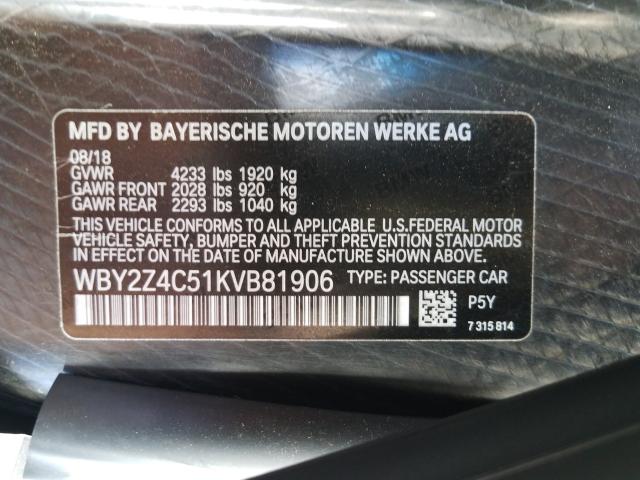 MFD BY BAYERISCHE MOTOREN WERKE AG
08/18
GVWR 4233 lbs 1920 kg
GAWR FRONT 2028 lbs 920 kg
GAWR REAR 2293 lbs 1040 kg
THIS VEHICLE CONFORMS TO ALL APPLICABLE U.S.FEDERAL MOTOR
VEHICLE SAFETY, BUMPER AND THEFT PREVENTION STANDARDS
IN EFFECT ON THE DATE OF MANUFACTURE SHOWN ABOVE.
WBY2Z4C51KVB81906 TYPE: PASSENGER CAR
P5Y
7 315 814